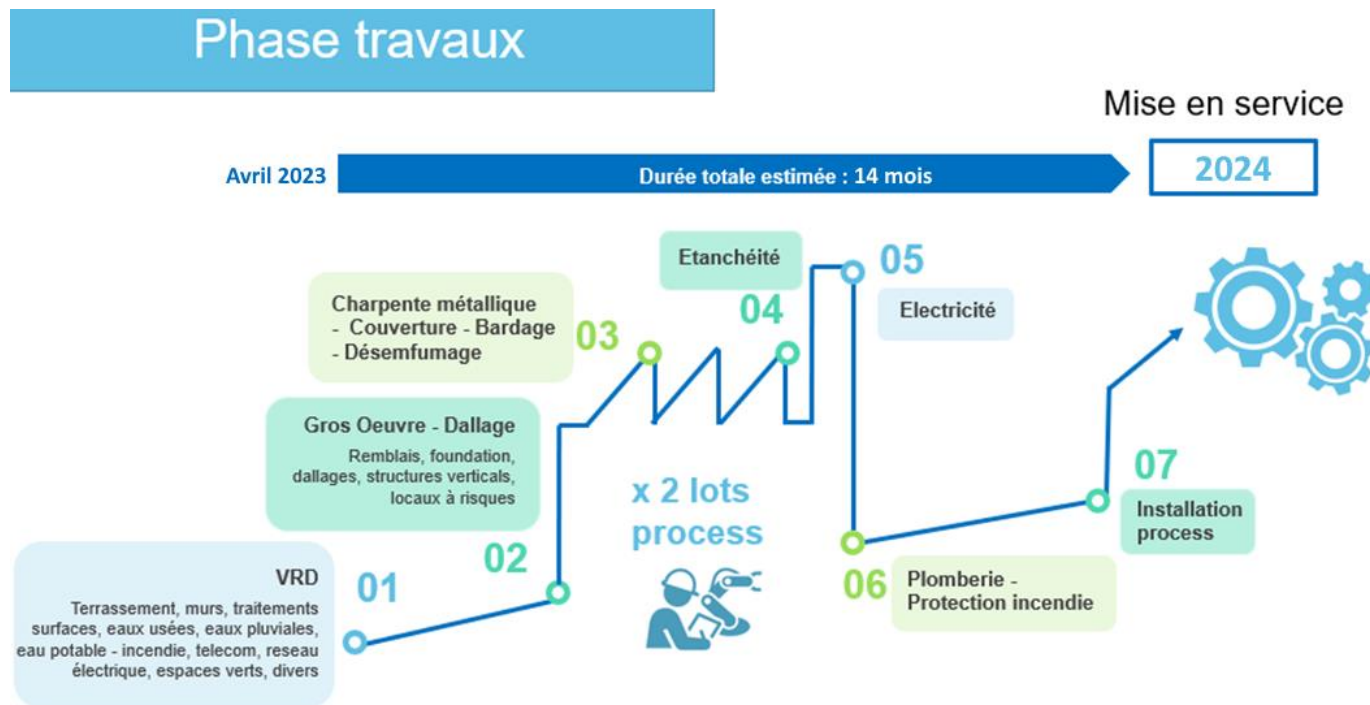 Phase travaux
Mise en service
Avril 2023
Durée totale estimée : 14 mois
2024
01
VRD
Terrassement, murs, traitements
surfaces, eaux usées, eaux pluviales,
eau potable - incendie, telecom, reseau
électrique, espaces verts, divers
02
Gros Oeuvre - Dallage
Remblais, foundation,
dallages, structures verticals,
locaux à risques
03
Charpente métallique
- Couverture - Bardage
- Désemfumage
04
Etanchéité
x 2 lots
process
05
Electricité
06
Plomberie -
Protection incendie
07
Installation
process